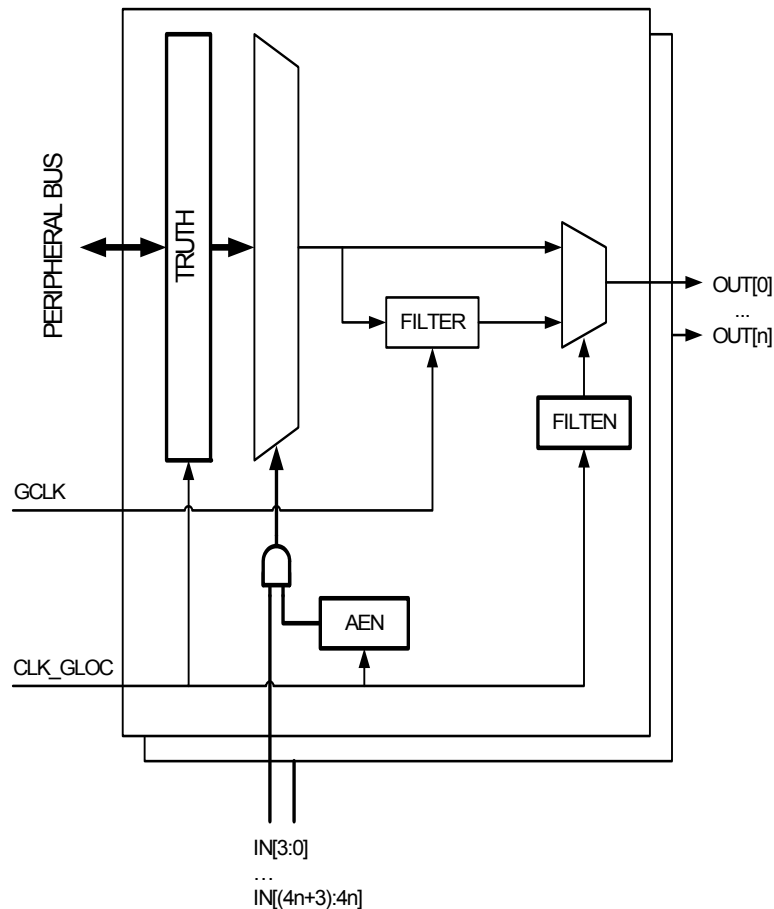 PERIPHERAL BUS
TRUTH
FILTER
OUT[0]
...
OUT[n]
FILTEN
GCLK
AEN
CLK_GLOC
IN[3:0]
...
IN[(4n+3):4n]